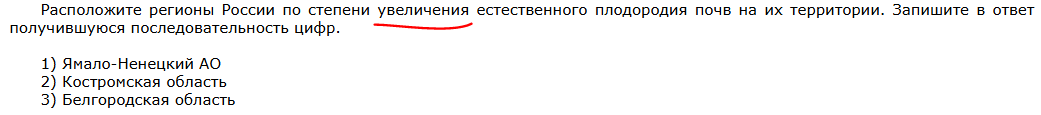 Расположите регионы России по степени увеличения естественного плодородия почв на их территории. Запишите в ответ
получившуюся последовательность цифр.
1) Ямало-Ненецкий АО
2) Костромская область
3) Белгородская область